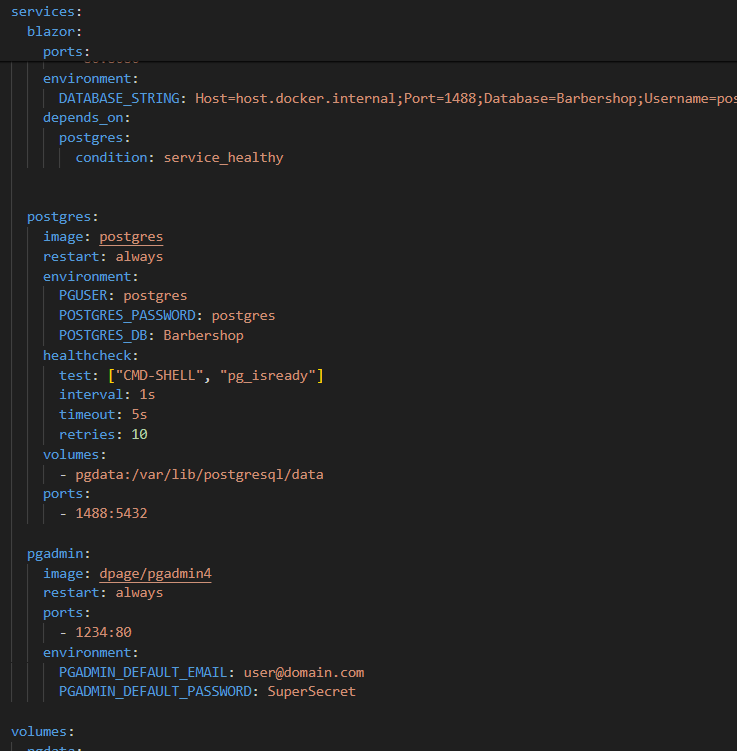 services:
  blazor:
    ports:
    environment:
      DATABASE_STRING: Host=host.docker.internal;Port=1488;Database=Barbershop;Username=pos
    depends_on:
      postgres:
        condition: service_healthy
  postgres:
    image: postgres
    restart: always
    environment:
      PGUSER: postgres
      POSTGRES_PASSWORD: postgres
      POSTGRES_DB: Barbershop
    healthcheck:
      test: ["CMD-SHELL", "pg_isready"]
      interval: 1s
      timeout: 5s
      retries: 10
    volumes:
      - pgdata:/var/lib/postgresql/data
    ports:
      - 1488:5432
  pgadmin:
    image: dpage/pgadmin4
    restart: always
    ports:
      - 1234:80
    environment:
      PGADMIN_DEFAULT_EMAIL: user@domain.com
      PGADMIN_DEFAULT_PASSWORD: SuperSecret
volumes:
  pgdata: